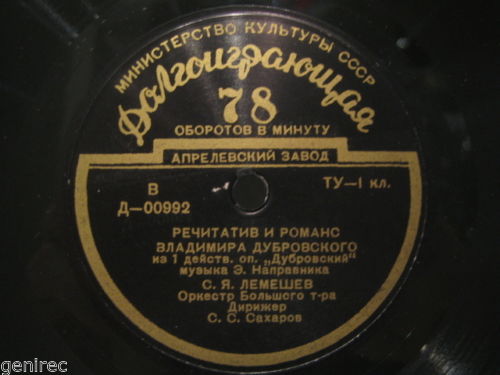 МИНИСТЕРСТВО КУЛЬТУРЫ СССР
Долгоиграющая
78
ОБОРОТОВ В МИНУТУ
АПРЕЛЕВСКИЙ ЗАВОД
В
Д—00992
ТУ—1 кл.
РЕЧИТАТИВ И РОМАНС
ВЛАДИМИРА ДУБРОВСКОГО
из 1 действ. оп. „Дубровский"
музыка Э. Направника
С. Я. ЛЕМЕШЕВ
Оркестр Большого т-ра
Дирижер
С. С. Сахаров
genirec
genirec